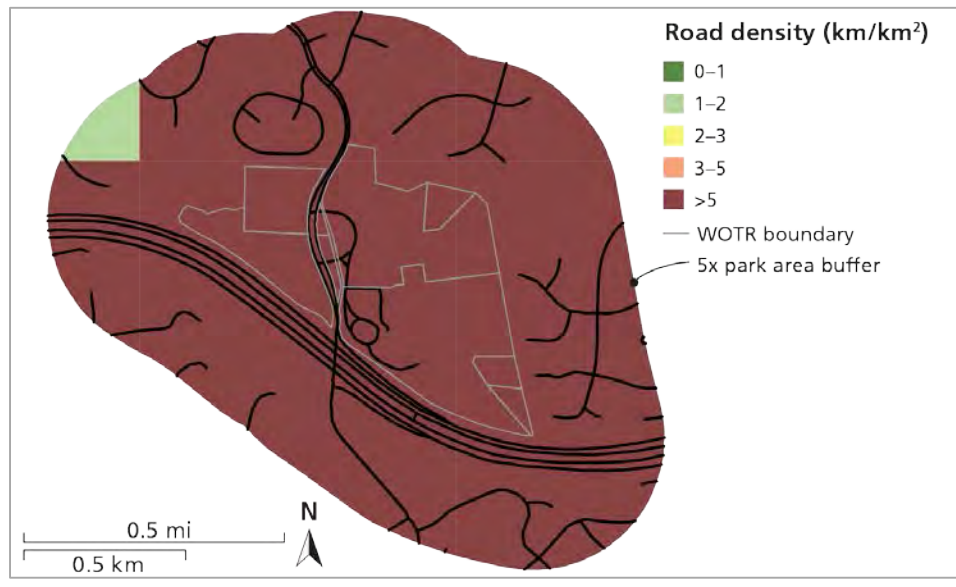 Road density (km/km²)
0–1
1–2
2–3
3–5
>5
WOTR boundary
5x park area buffer
N
0.5 mi
0.5 km